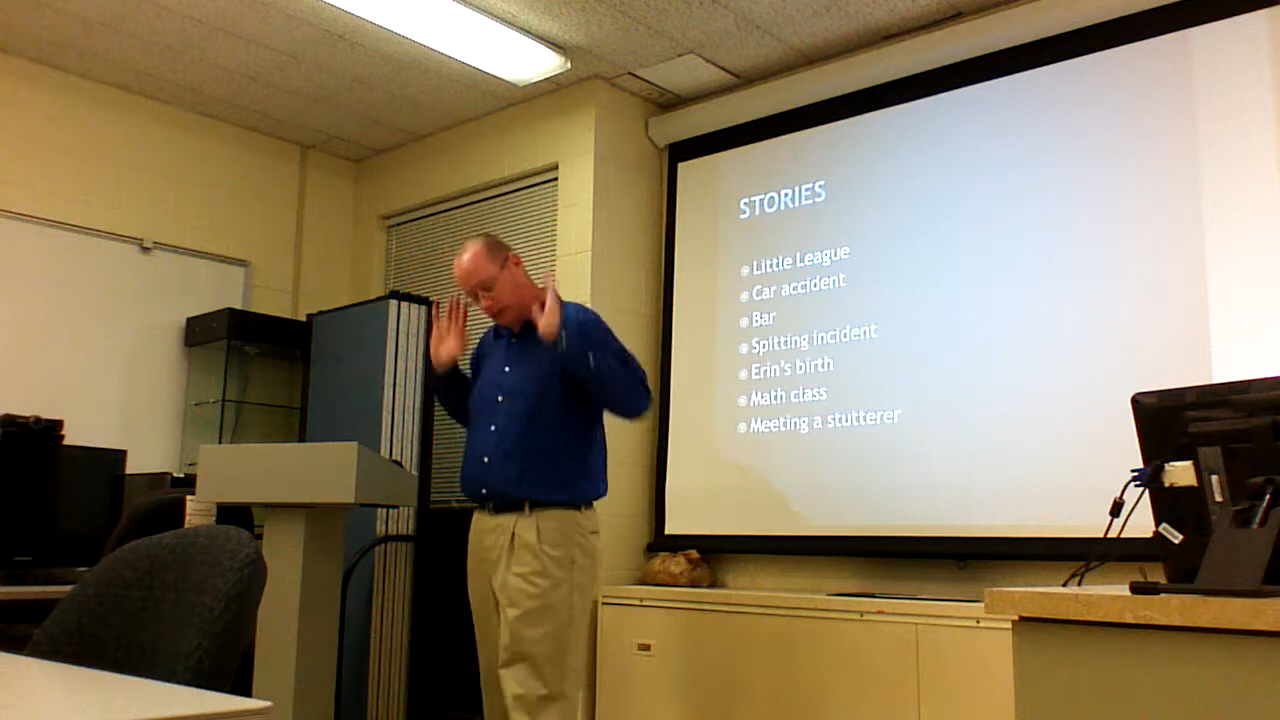 STORIES
Little League
Car accident
Bar
Spitting incident
Erin's birth
Math class
Meeting a stutterer